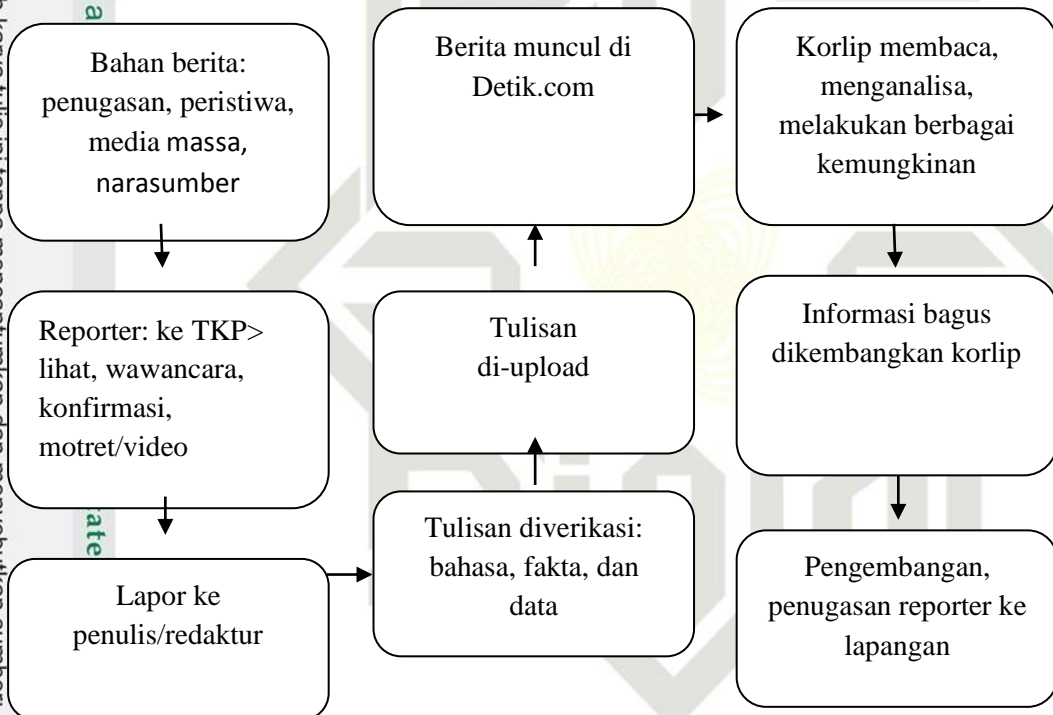 Bahan berita:
penugasan, peristiwa,
media massa,
narasumber
Reporter: ke TKP>
lihat, wawancara,
konfirmasi,
motret/video
Lapor ke
penulis/redaktur
Tulisan diverikasi:
bahasa, fakta, dan
data
Tulisan
di-upload
Berita muncul di
Detik.com
Korlip membaca,
menganalisa,
melakukan berbagai
kemungkinan
Informasi bagus
dikembangkan korlip
Pengembangan,
penugasan reporter ke
lapangan